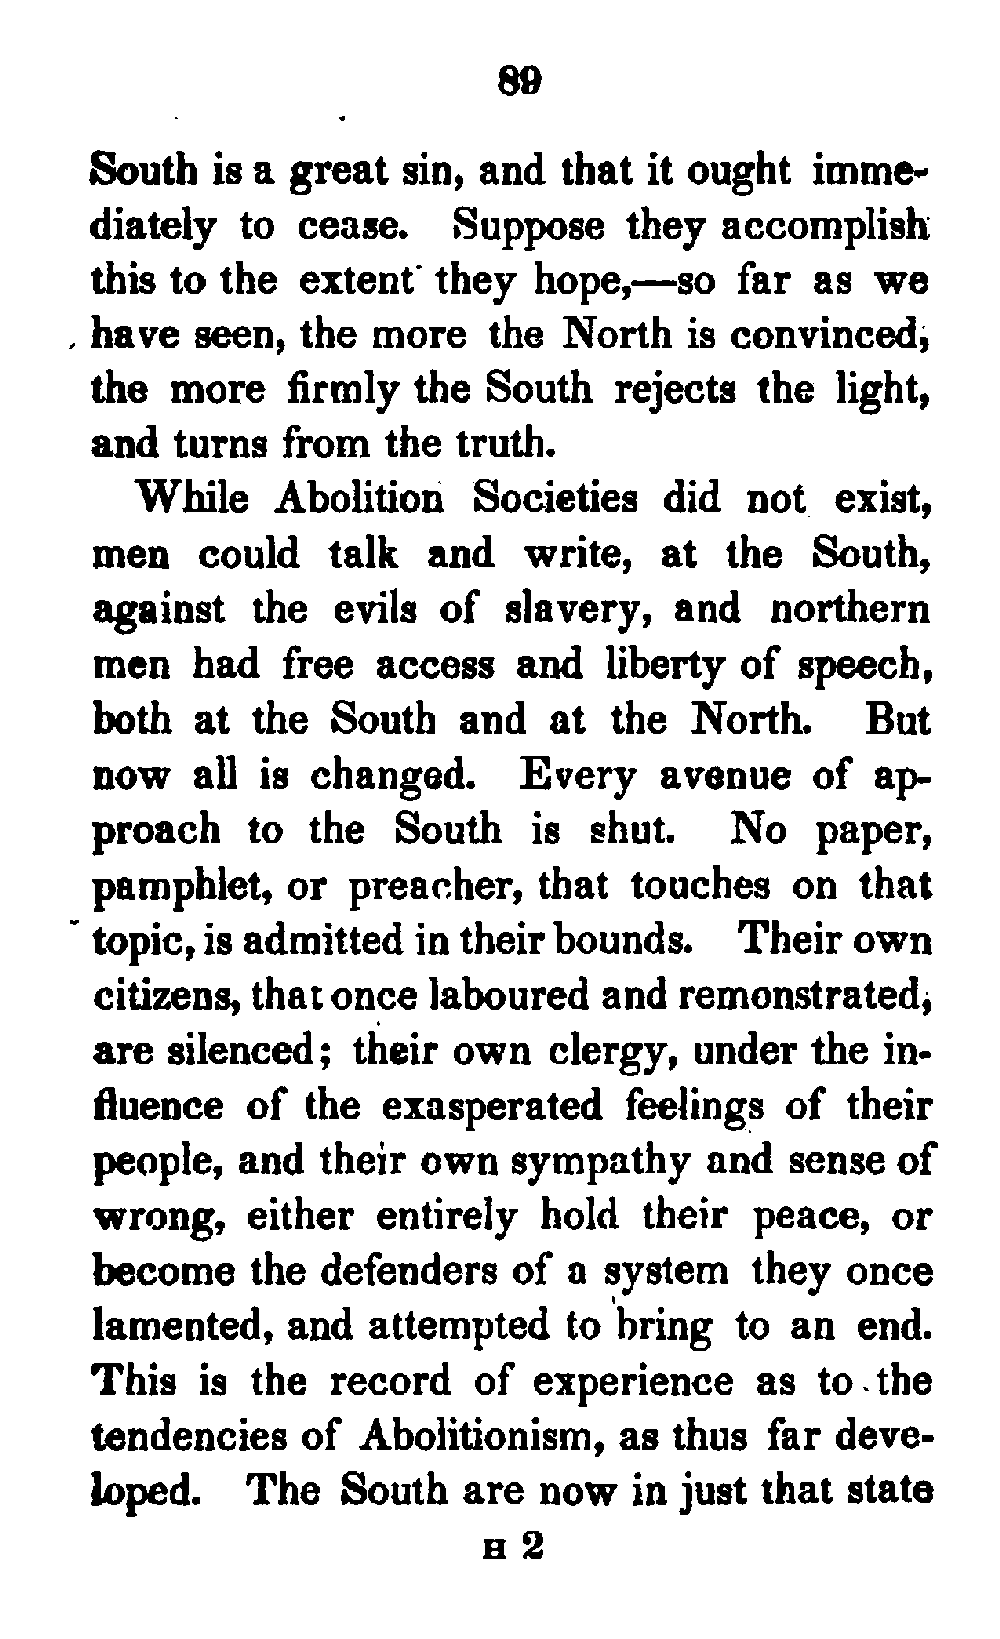 89
South is a great sin, and that it ought imme-
diately to cease. Suppose they accomplish
this to the extent they hope,—so far as we
have seen, the more the North is convinced,
the more firmly the South rejects the light,
and turns from the truth.
While Abolition Societies did not exist,
men could talk and write, at the South,
against the evils of slavery, and northern
men had free access and liberty of speech,
both at the South and at the North. But
now all is changed. Every avenue of ap-
proach to the South is shut. No paper,
pamphlet, or preacher, that touches on that
topic, is admitted in their bounds. Their own
citizens, that once laboured and remonstrated,
are silenced; their own clergy, under the in-
fluence of the exasperated feelings of their
people, and their own sympathy and sense of
wrong, either entirely hold their peace, or
become the defenders of a system they once
lamented, and attempted to bring to an end.
This is the record of experience as to the
tendencies of Abolitionism, as thus far deve-
loped. The South are now in just that state
H 2